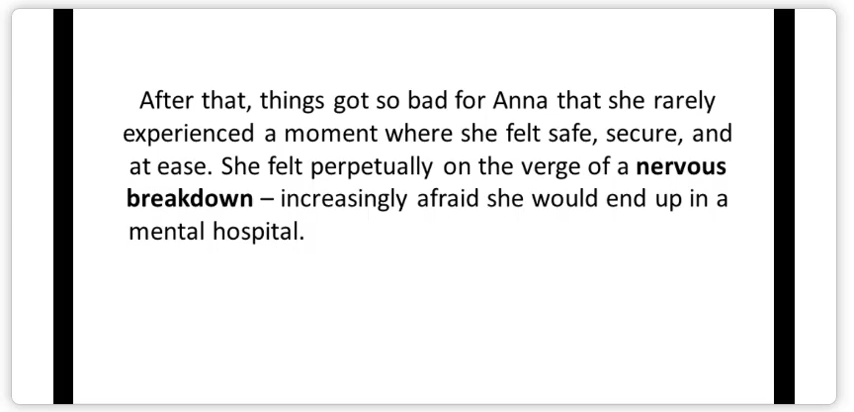 After that, things got so bad for Anna that she rarely
experienced a moment where she felt safe, secure, and
at ease. She felt perpetually on the verge of a nervous
breakdown – increasingly afraid she would end up in a
mental hospital.